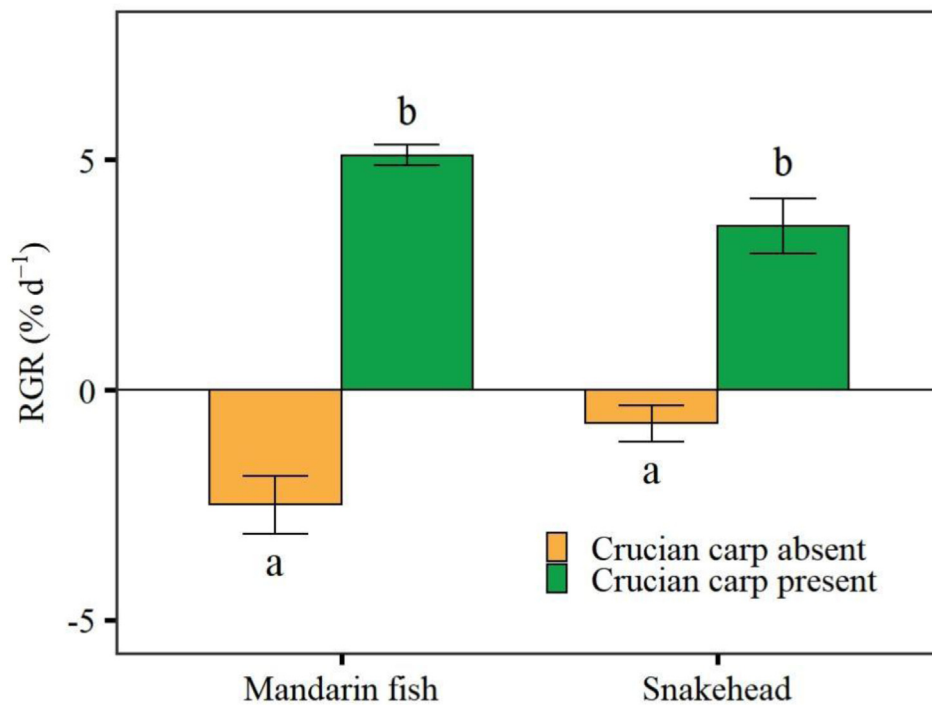 b
b
5
RGR (% d⁻¹)
0
a
a
Crucian carp absent
Crucian carp present
-5
Mandarin fish Snakehead